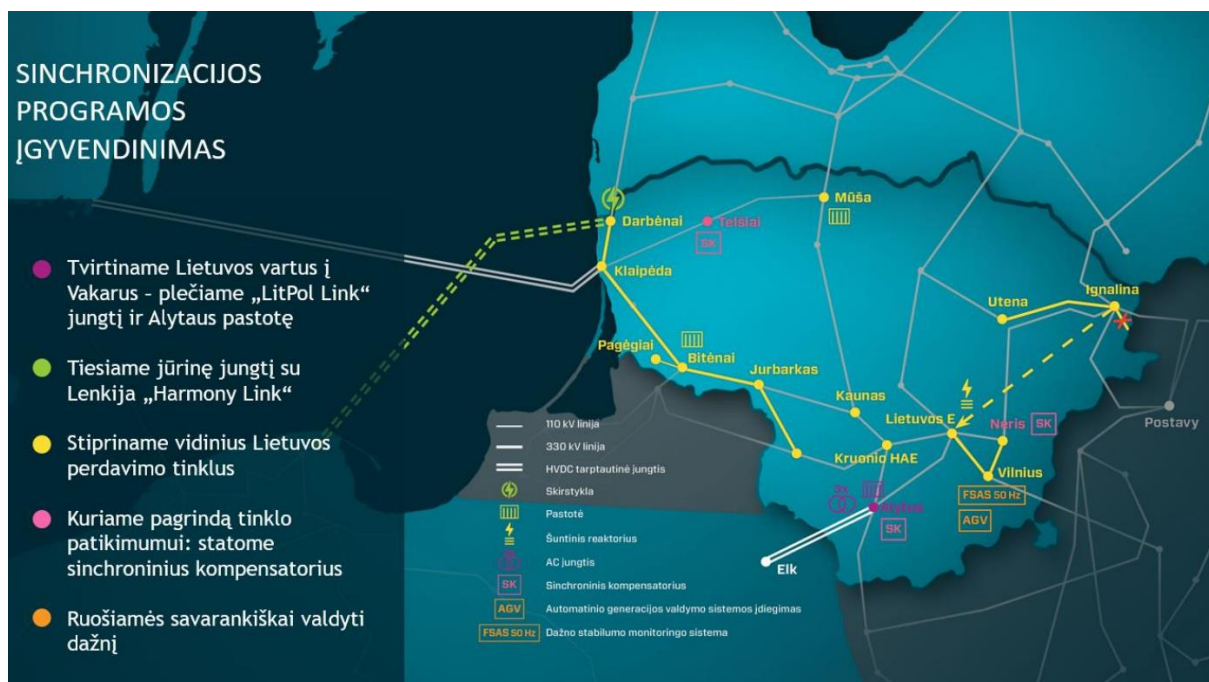 SINCHRONIZACIJOS
PROGRAMOS
ĮGYVENDINIMAS
Tvirtiname Lietuvos vartus į
Vakarus - plečiame „LitPol Link"
jungtį ir Alytaus pastotę
Tiesiame jūrinę jungtį su
Lenkija „Harmony Link"
Stipriname vidinius Lietuvos
perdavimo tinklus
Kuriame pagrindą tinklo
patikimumui: statome
sinchroninius kompensatorius
Ruošiamės savarankiškai valdyti
dažnį
Darbėnai
Telšiai
SK
Mūša
Klaipėda
Utena
Ignalina
Pagėgiai
Bitėnai
Jurbarkas
Kaunas
Lietuvos E
Neris
SK
Postavy
Kruonio HAE
Vilnius
FSAS 50 Hz
AGV
3x
Alytus
SK
Elk
110 kV linija
330 kV linija
HVDC tarptautinė jungtis
Skirstykla
Pastotė
Šuntinis reaktorius
AC jungtis
SK Sinchroninis kompensatorius
AGV Automatinio generacijos valdymo sistemos įdiegimas
FSAS 50 Hz Dažno stabilumo monitoringo sistema